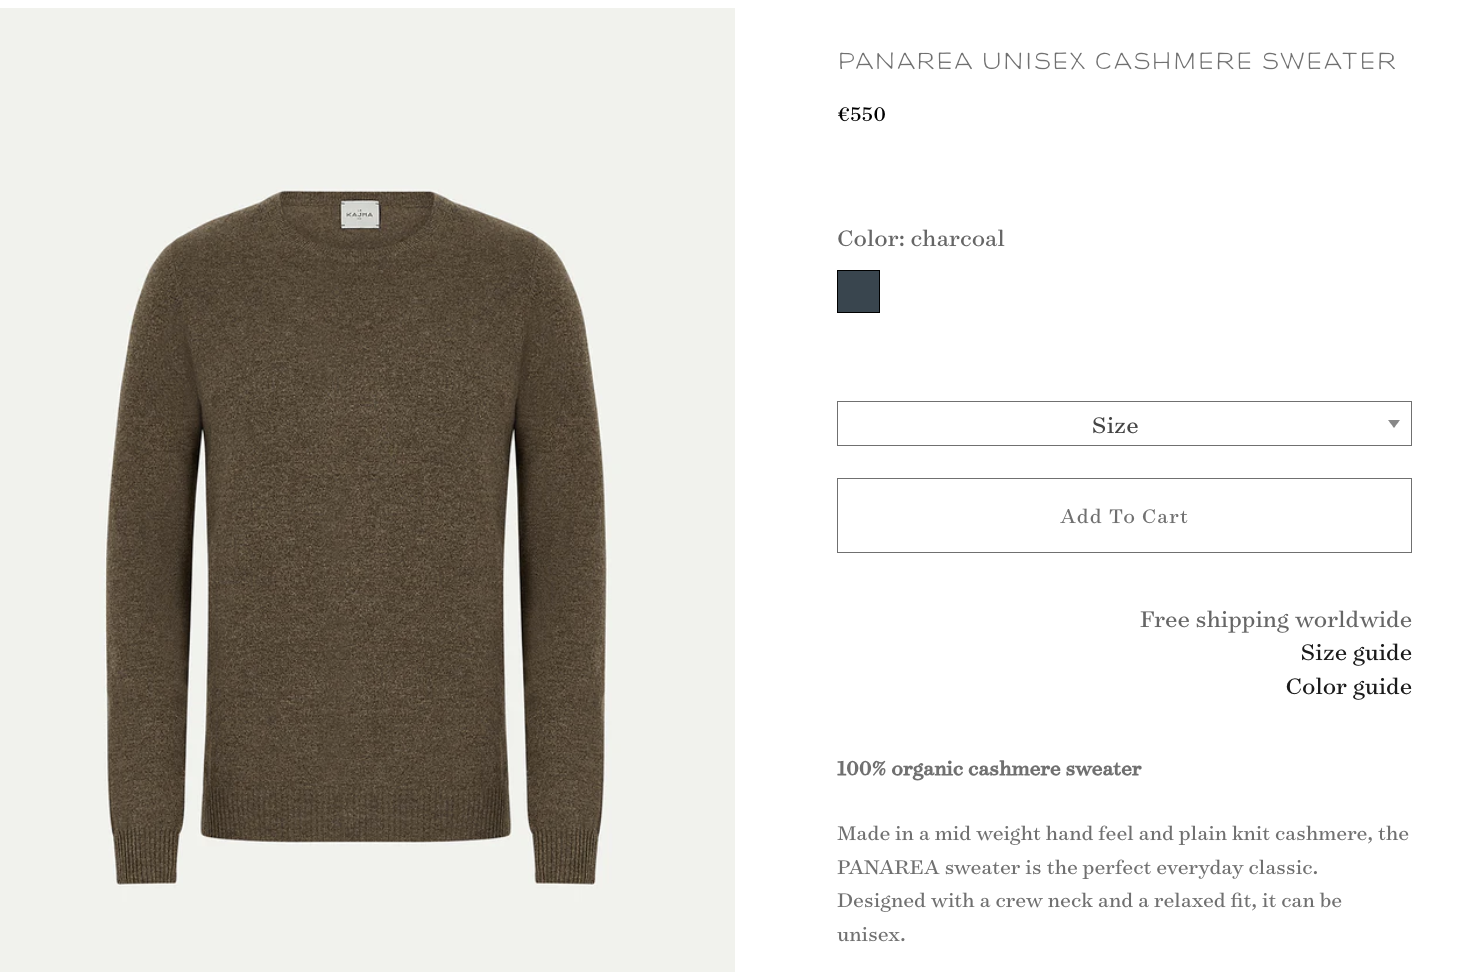 KAJMA
PANAREA UNISEX CASHMERE SWEATER
€550
Color: charcoal
Size
Add To Cart
Free shipping worldwide
Size guide
Color guide
100% organic cashmere sweater
Made in a mid weight hand feel and plain knit cashmere, the
PANAREA sweater is the perfect everyday classic.
Designed with a crew neck and a relaxed fit, it can be
unisex.